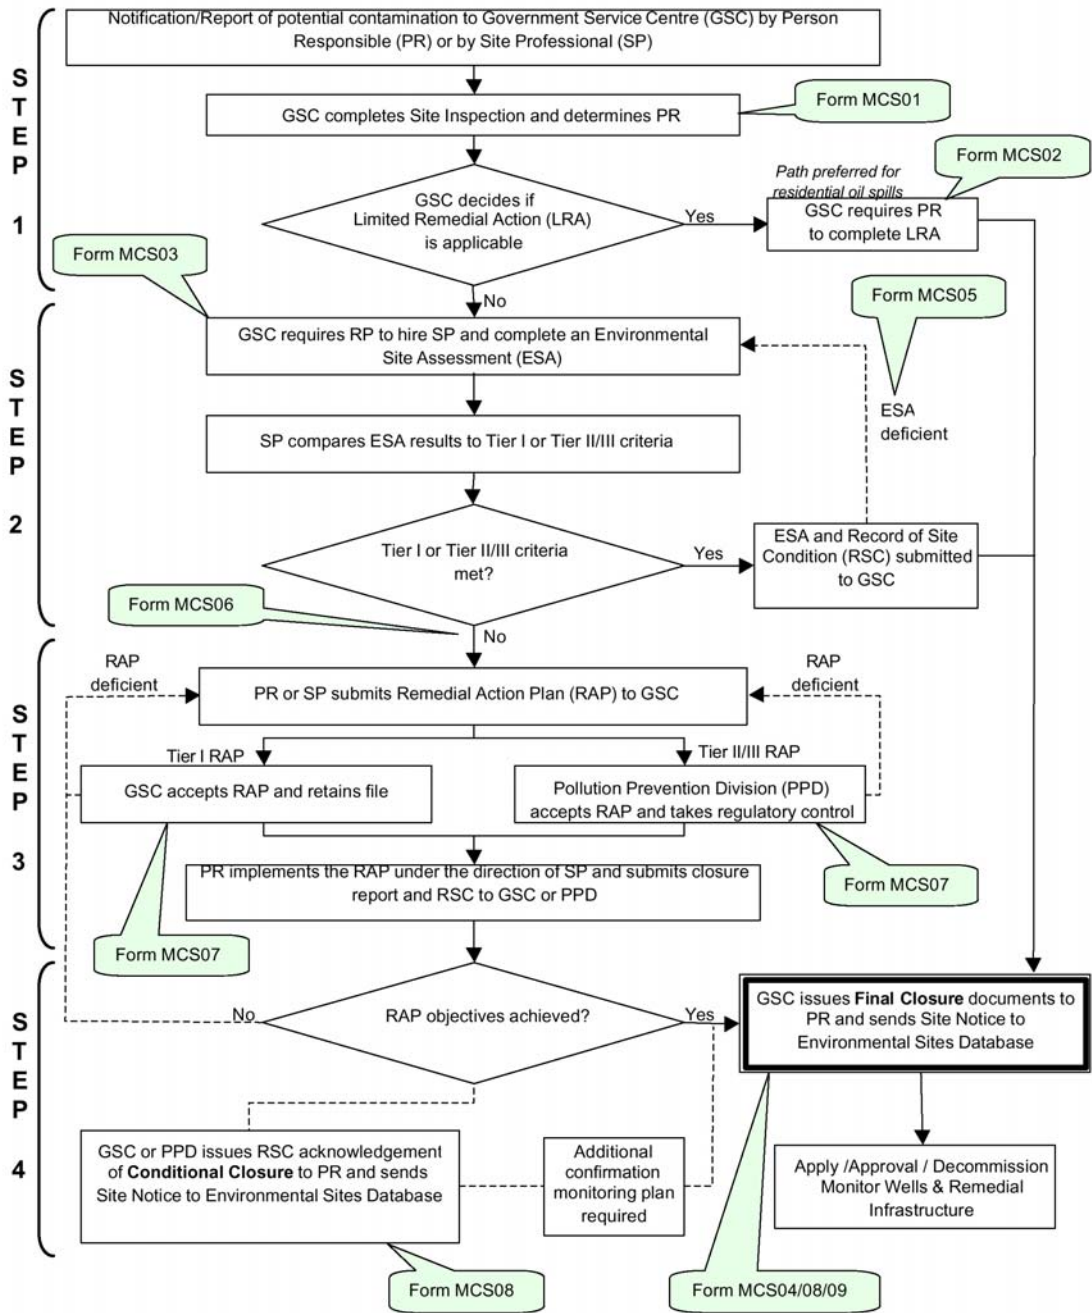 Notification/Report of potential contamination to Government Service Centre (GSC) by Person
Responsible (PR) or by Site Professional (SP)
STEP 1
GSC completes Site Inspection and determines PR
Form MCS01
GSC decides if
Limited Remedial Action (LRA)
is applicable
Yes
Path preferred for
residential oil spills
Form MCS02
GSC requires PR
to complete LRA
Form MCS03
No
STEP 2
GSC requires RP to hire SP and complete an Environmental
Site Assessment (ESA)
Form MCS05
ESA
deficient
SP compares ESA results to Tier I or Tier II/III criteria
Tier I or Tier II/III criteria
met?
Yes
ESA and Record of Site
Condition (RSC) submitted
to GSC
Form MCS06
No
STEP 3
RAP
deficient
PR or SP submits Remedial Action Plan (RAP) to GSC
RAP
deficient
Tier I RAP
Tier II/III RAP
GSC accepts RAP and retains file
Pollution Prevention Division (PPD)
accepts RAP and takes regulatory control
PR implements the RAP under the direction of SP and submits closure
report and RSC to GSC or PPD
Form MCS07
Form MCS07
STEP 4
No
RAP objectives achieved?
Yes
GSC issues Final Closure documents to
PR and sends Site Notice to
Environmental Sites Database
GSC or PPD issues RSC acknowledgement
of Conditional Closure to PR and sends
Site Notice to Environmental Sites Database
Additional
confirmation
monitoring plan
required
Apply /Approval / Decommission
Monitor Wells & Remedial
Infrastructure
Form MCS08
Form MCS04/08/09